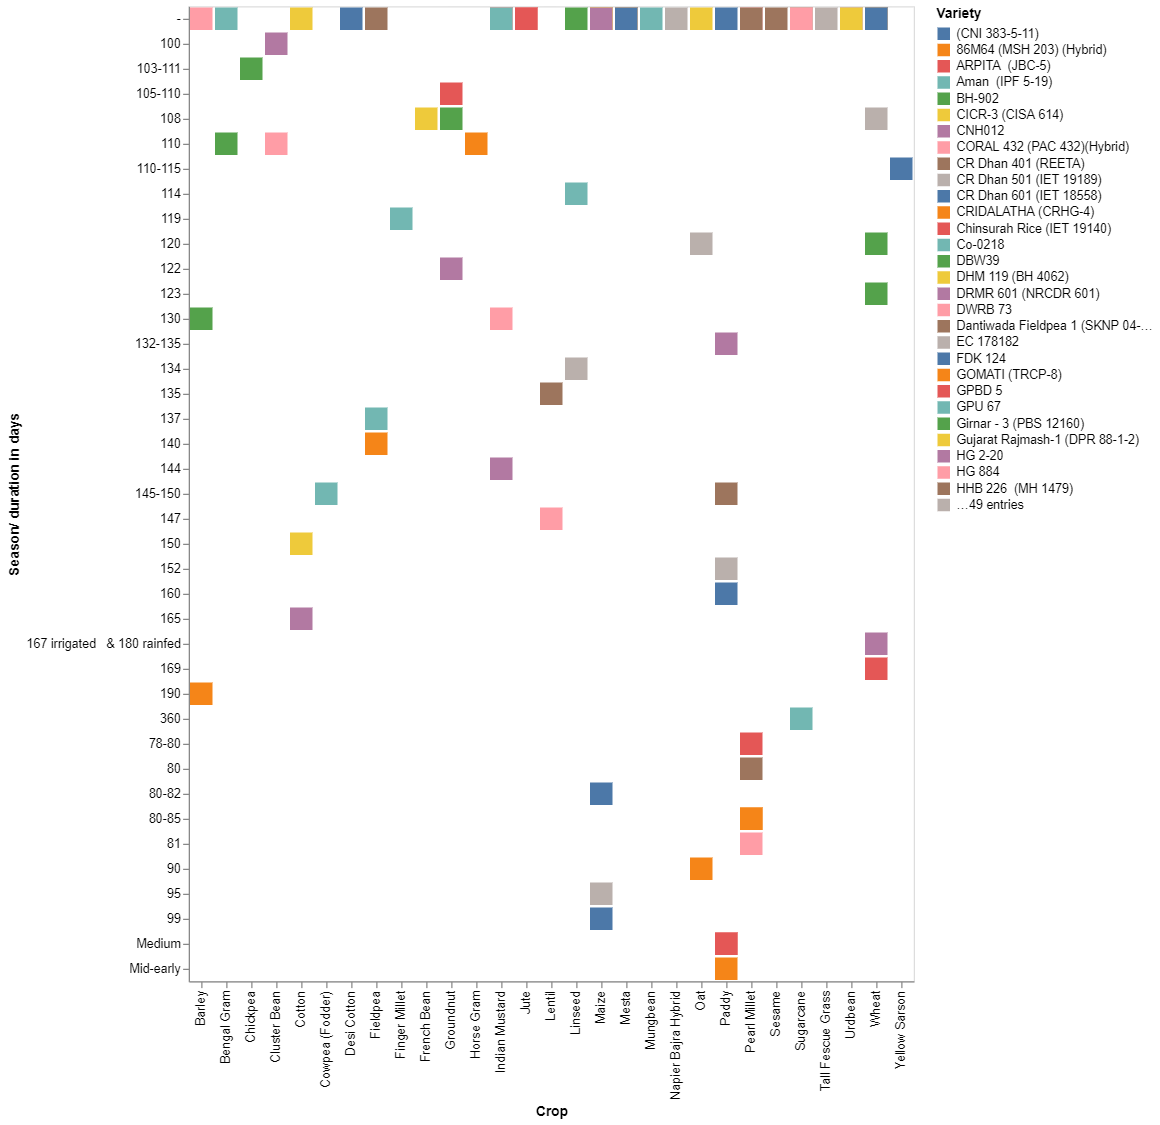 Variety
(CNI 383-5-11)
86M64 (MSH 203) (Hybrid)
ARPITA  (JBC-5)
Aman  (IPF 5-19)
BH-902
CICR-3 (CISA 614)
CNH012
CORAL 432 (PAC 432)(Hybrid)
CR Dhan 401 (REETA)
CR Dhan 501 (IET 19189)
CR Dhan 601 (IET 18558)
CRIDALATHA (CRHG-4)
Chinsurah Rice (IET 19140)
Co-0218
DBW39
DHM 119 (BH 4062)
DRMR 601 (NRCDR 601)
DWRB 73
Dantiwada Fieldpea 1 (SKNP 04-…
EC 178182
FDK 124
GOMATI (TRCP-8)
GPBD 5
GPU 67
Girnar - 3 (PBS 12160)
Gujarat Rajmash-1 (DPR 88-1-2)
HG 2-20
HG 884
HHB 226  (MH 1479)
…49 entries
Season/ duration in days
-
100
103-111
105-110
108
110
110-115
114
119
120
122
123
130
132-135
134
135
137
140
144
145-150
147
150
152
160
165
167 irrigated   & 180 rainfed
169
190
360
78-80
80
80-82
80-85
81
90
95
99
Medium
Mid-early
Barley
Bengal Gram
Chickpea
Cluster Bean
Cotton
Cowpea (Fodder)
Desi Cotton
Fieldpea
Finger Millet
French Bean
Groundnut
Horse Gram
Indian Mustard
Jute
Lentil
Linseed
Maize
Mesta
Mungbean
Napier Bajra Hybrid
Oat
Paddy
Pearl Millet
Sesame
Sugarcane
Tall Fescue Grass
Urdbean
Wheat
Yellow Sarson
Crop